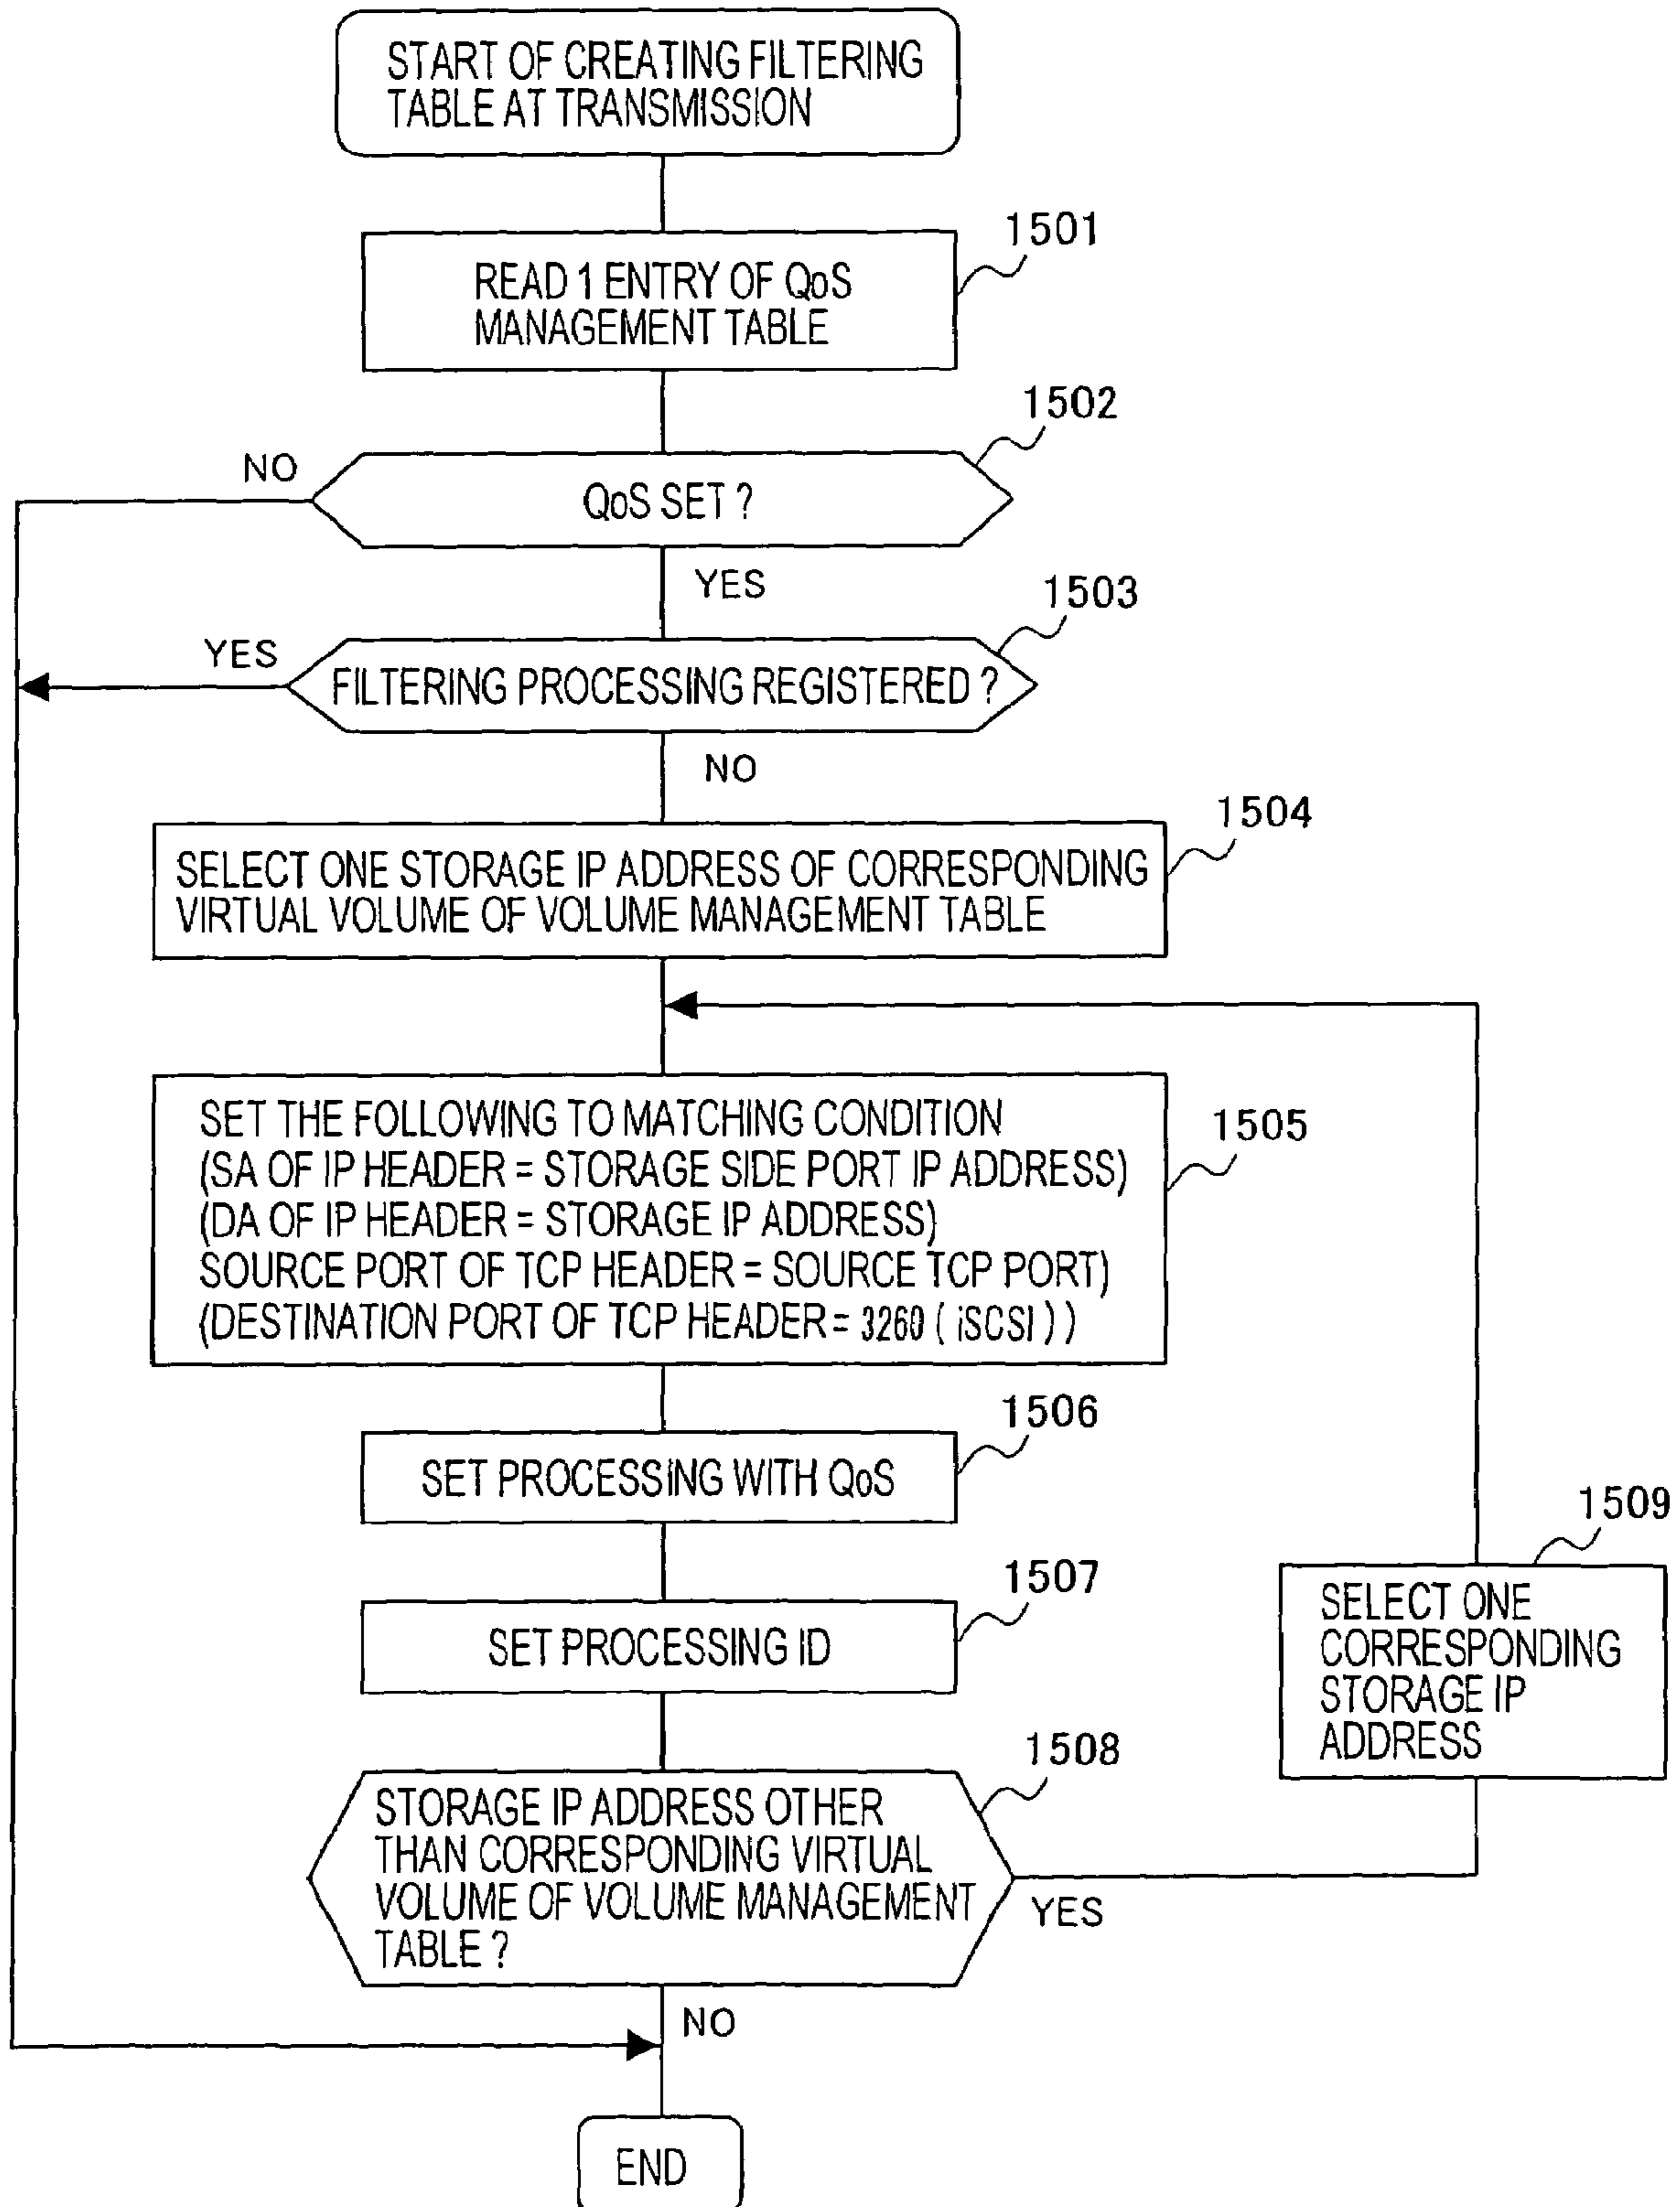 START OF CREATING FILTERING
TABLE AT TRANSMISSION
1501
READ 1 ENTRY OF QoS
MANAGEMENT TABLE
1502
NO
QoS SET ?
YES
1503
YES
FILTERING PROCESSING REGISTERED ?
NO
1504
SELECT ONE STORAGE IP ADDRESS OF CORRESPONDING
VIRTUAL VOLUME OF VOLUME MANAGEMENT TABLE
1505
SET THE FOLLOWING TO MATCHING CONDITION
(SA OF IP HEADER = STORAGE SIDE PORT IP ADDRESS)
(DA OF IP HEADER = STORAGE IP ADDRESS)
SOURCE PORT OF TCP HEADER = SOURCE TCP PORT)
(DESTINATION PORT OF TCP HEADER = 3260 ( iSCSI ) )
1506
SET PROCESSING WITH QoS
1507
SET PROCESSING ID
1509
SELECT ONE
CORRESPONDING
STORAGE IP
ADDRESS
1508
STORAGE IP ADDRESS OTHER
THAN CORRESPONDING VIRTUAL
VOLUME OF VOLUME MANAGEMENT
TABLE ?
YES
NO
END